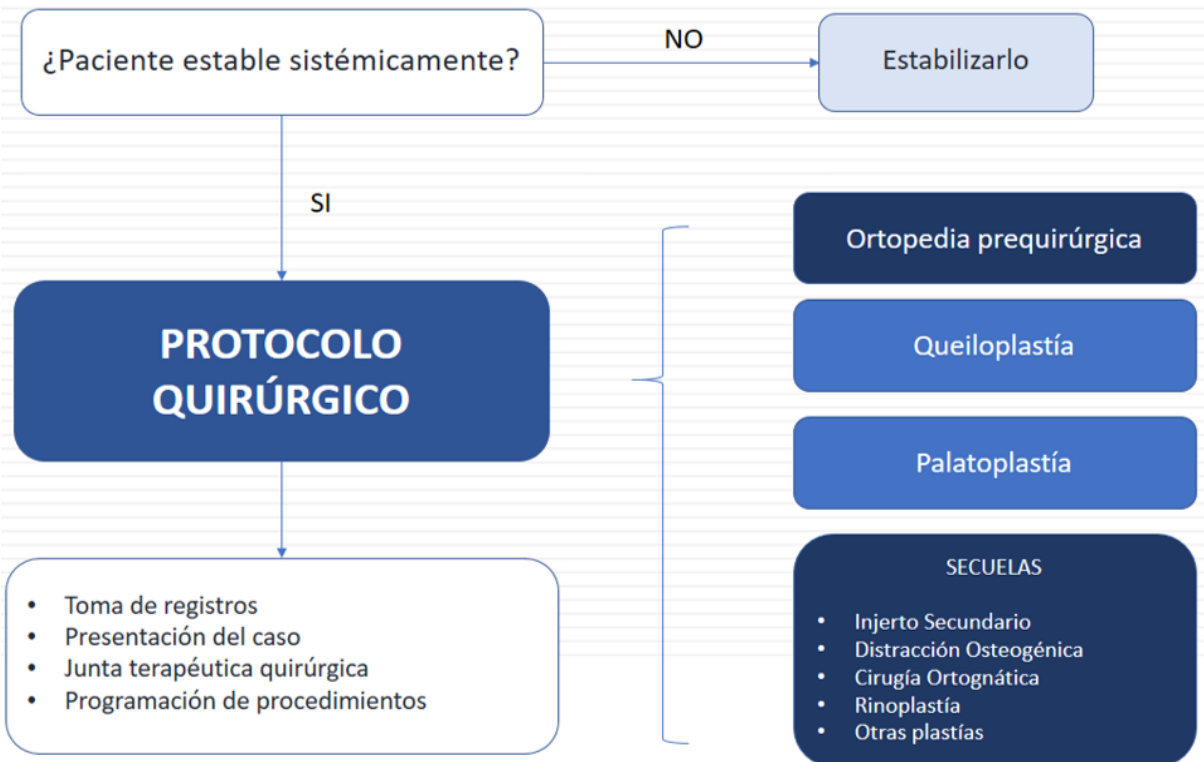 ¿Paciente estable sistémicamente?
NO
Estabilizarlo
SI
PROTOCOLO
QUIRÚRGICO
• Toma de registros
• Presentación del caso
• Junta terapéutica quirúrgica
• Programación de procedimientos
Ortopedia prequirúrgica
Queiloplastía
Palatoplastía
SECUELAS
• Injerto Secundario
• Distracción Osteogénica
• Cirugía Ortognática
• Rinoplastía
• Otras plastías